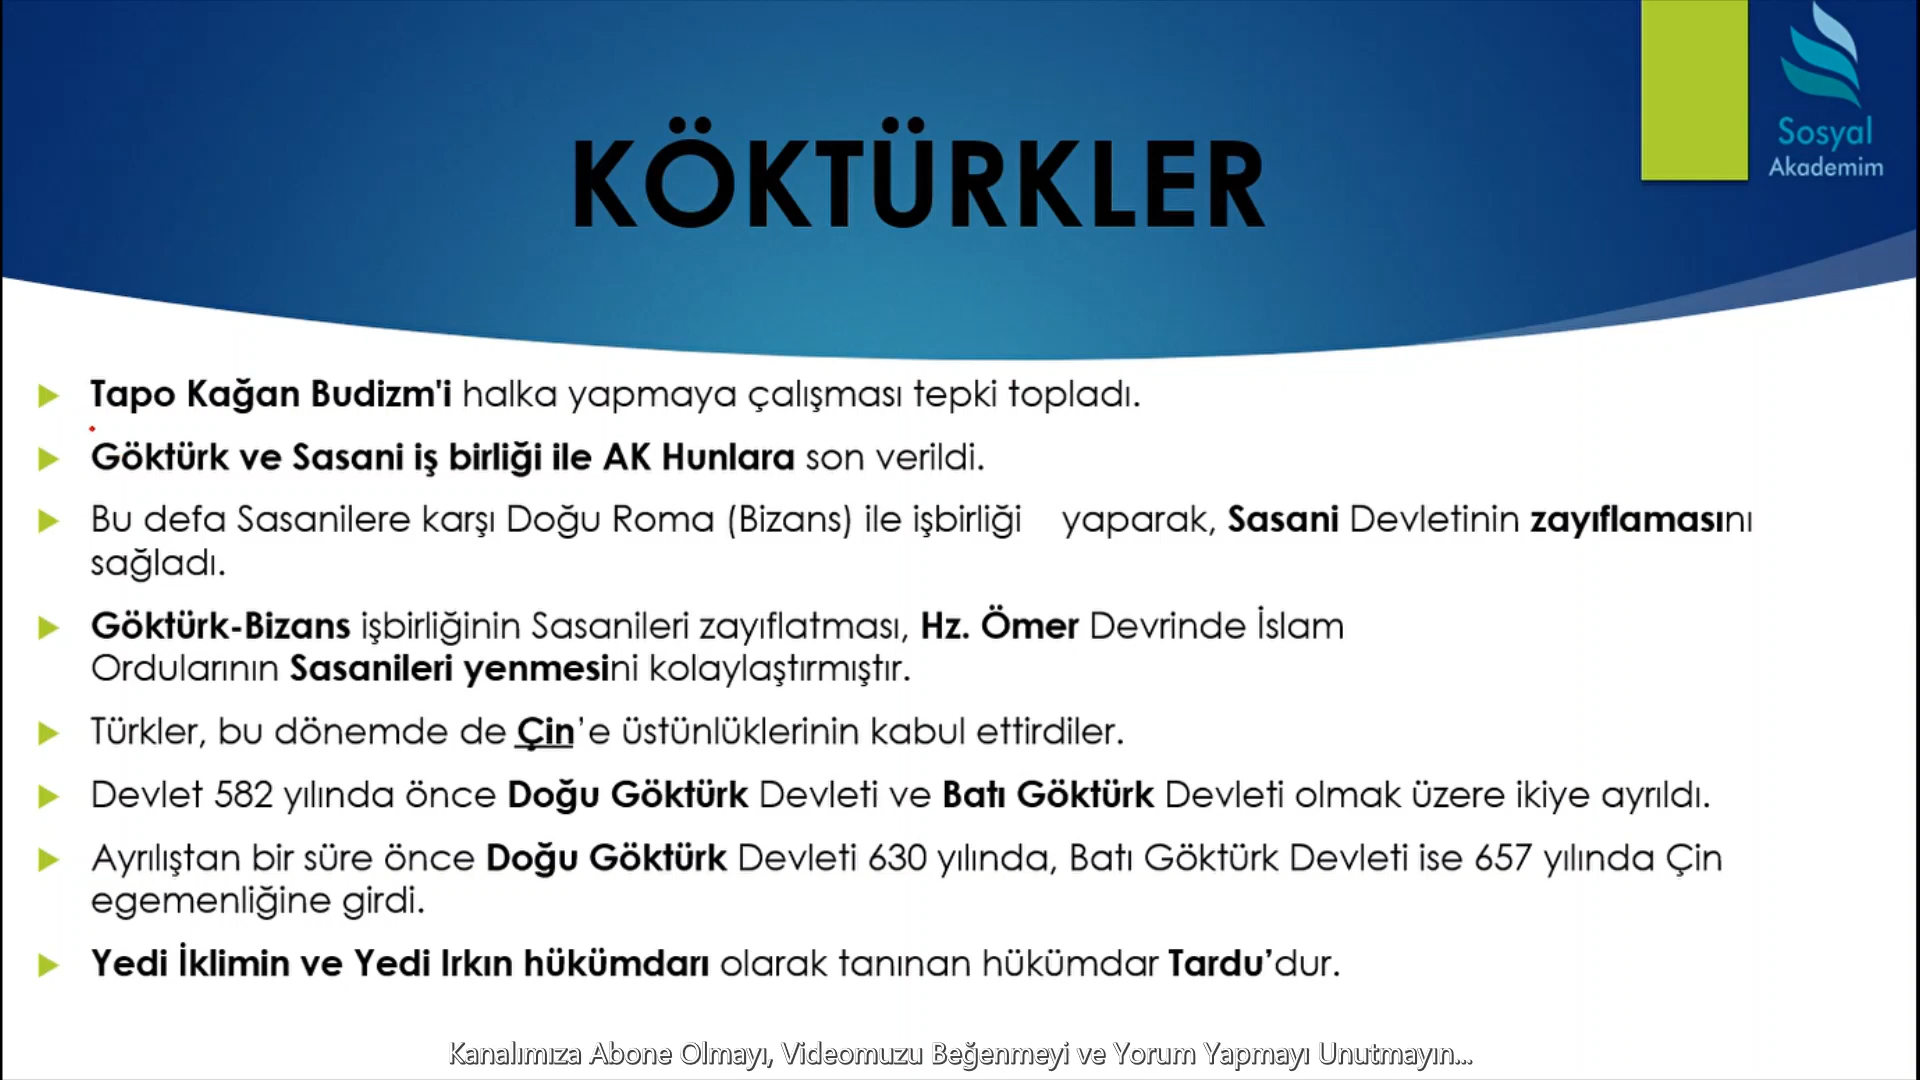 Sosyal
Akademim
KÖKTÜRKLER
Tapo Kağan Budizm'i halka yapmaya çalışması tepki topladı.
Göktürk ve Sasani iş birliği ile AK Hunlara son verildi.
Bu defa Sasanilere karşı Doğu Roma (Bizans) ile işbirliği yaparak, Sasani Devletinin zayıflamasını
sağladı.
Göktürk-Bizans işbirliğinin Sasanileri zayıflatması, Hz. Ömer Devrinde İslam
Ordularının Sasanileri yenmesini kolaylaştırmıştır.
Türkler, bu dönemde de Çin'e üstünlüklerinin kabul ettirdiler.
Devlet 582 yılında önce Doğu Göktürk Devleti ve Batı Göktürk Devleti olmak üzere ikiye ayrıldı.
Ayrılıştan bir süre önce Doğu Göktürk Devleti 630 yılında, Batı Göktürk Devleti ise 657 yılında Çin
egemenliğine girdi.
Yedi İklimin ve Yedi Irkın hükümdarı olarak tanınan hükümdar Tardu’dur.
Kanalımıza Abone Olmayı, Videomuzu Beğenmeyi ve Yorum Yapmayı Unutmayın...